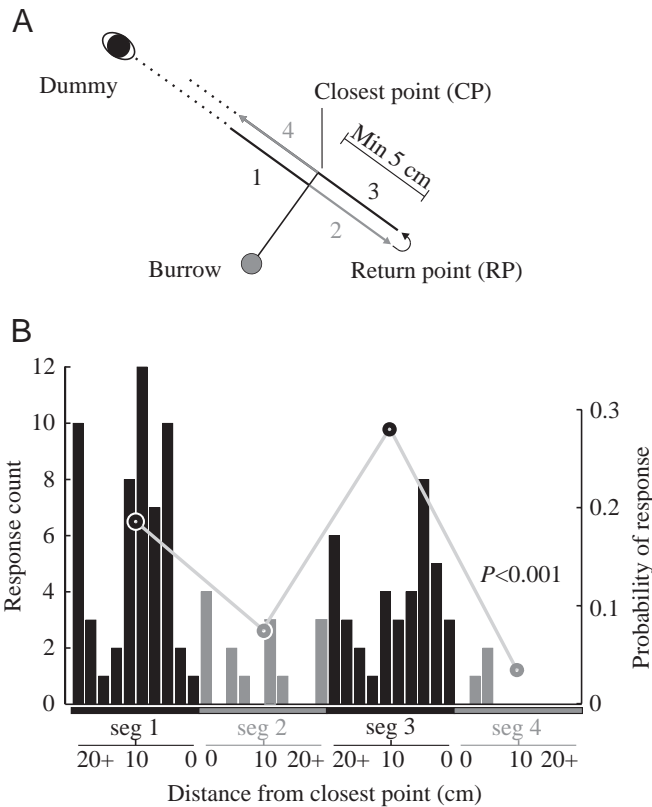 A
Dummy
Closest point (CP)
4
Min 5 cm
1
3
2
Burrow
Return point (RP)
B
12
10
8
6
4
2
0
Response count
0.3
0.2
0.1
0
Probability of response
P<0.001
seg 1 seg 2 seg 3 seg 4
20+ 10 0 0 10 20+ 20+ 10 0 0 10 20+
Distance from closest point (cm)